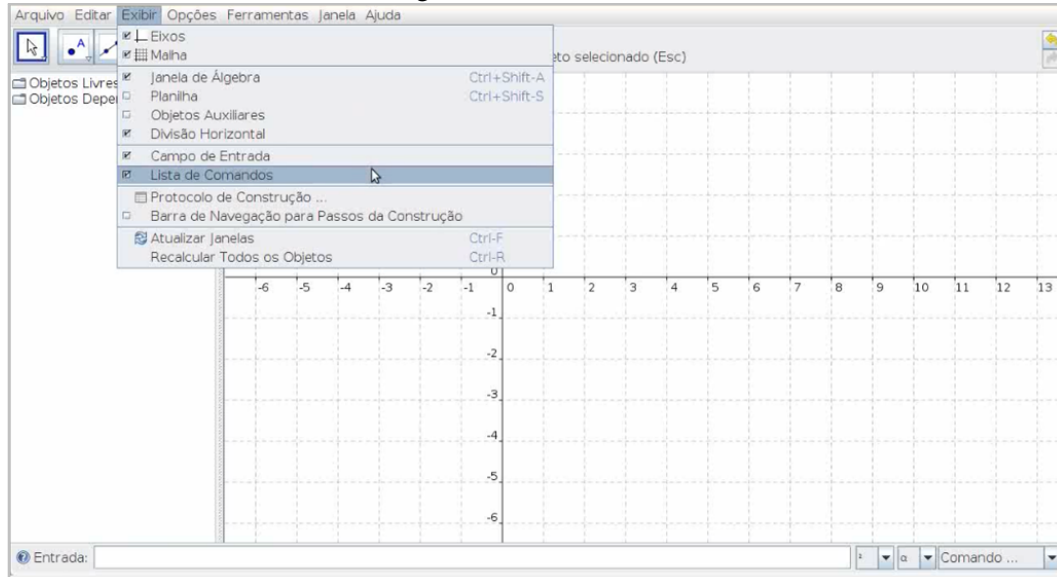 Arquivo Editar Exibir Opções Ferramentas Janela Ajuda
Eixos
Malha
eto selecionado (Esc)
Janela de Álgebra Ctrl+Shift-A
Planilha Ctrl+Shift-S
Objetos Auxiliares
Divisão Horizontal
Campo de Entrada
Lista de Comandos
Protocolo de Construção ...
Barra de Navegação para Passos da Construção
Atualizar Janelas Ctrl-F
Recalcular Todos os Objetos Ctrl-R
A
Objetos Livres
Objetos Depe
0
-6 -5 -4 -3 -2 -1 0 1 2 3 4 5 6 7 8 9 10 11 12 13
-1
-2
-3
-4
-5
-6
Entrada: ² α Comando ...